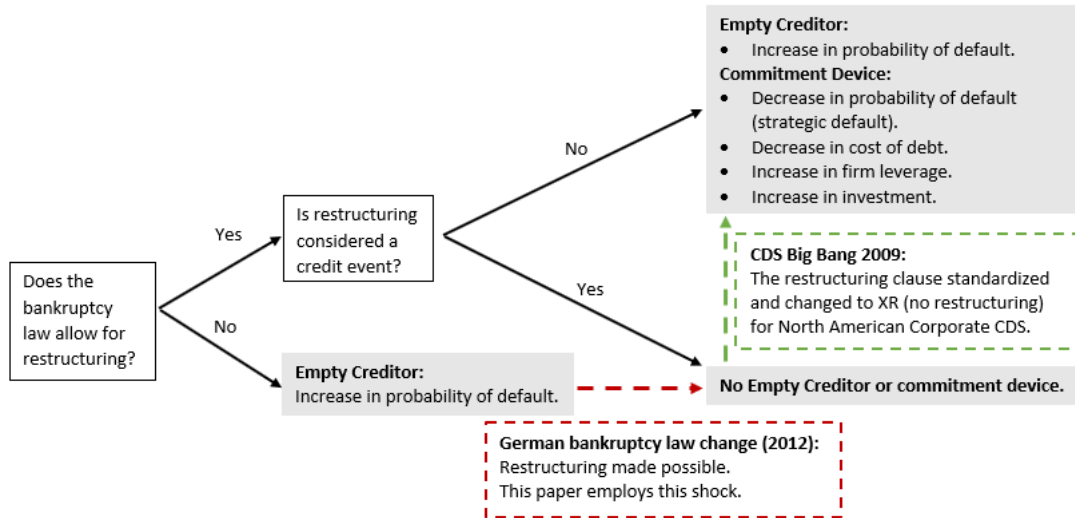 Empty Creditor:
• Increase in probability of default.
Commitment Device:
• Decrease in probability of default
(strategic default).
• Decrease in cost of debt.
• Increase in firm leverage.
• Increase in investment.
No
Is restructuring
considered a
credit event?
Yes
CDS Big Bang 2009:
The restructuring clause standardized
and changed to XR (no restructuring)
for North American Corporate CDS.
Does the
bankruptcy
law allow for
restructuring?
Yes
No
Empty Creditor:
Increase in probability of default.
No Empty Creditor or commitment device.
German bankruptcy law change (2012):
Restructuring made possible.
This paper employs this shock.